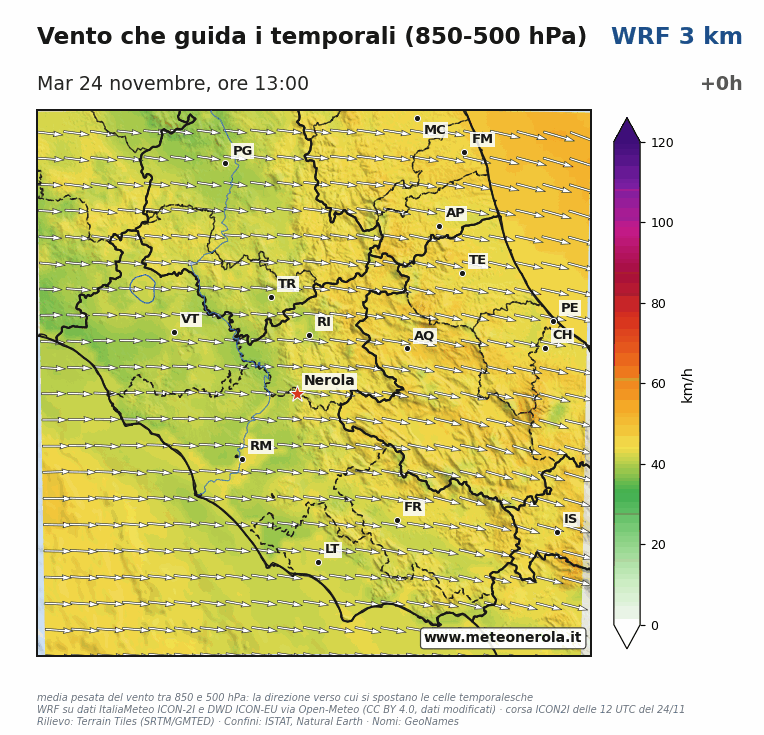 Vento che guida i temporali (850-500 hPa) WRF 3 km
Mar 24 novembre, ore 13:00 +0h
MC
FM
PG
AP
TE
TR
PE
VT
RI
AQ
CH
Nerola
RM
FR
IS
LT
www.meteonerola.it
120
100
80
60
40
20
0
km/h
media pesata del vento tra 850 e 500 hPa: la direzione verso cui si spostano le celle temporalesche
WRF su dati ItaliaMeteo ICON-2I e DWD ICON-EU via Open-Meteo (CC BY 4.0, dati modificati) · corsa ICON2I delle 12 UTC del 24/11
Rilievo: Terrain Tiles (SRTM/GMTED) · Confini: ISTAT, Natural Earth · Nomi: GeoNames